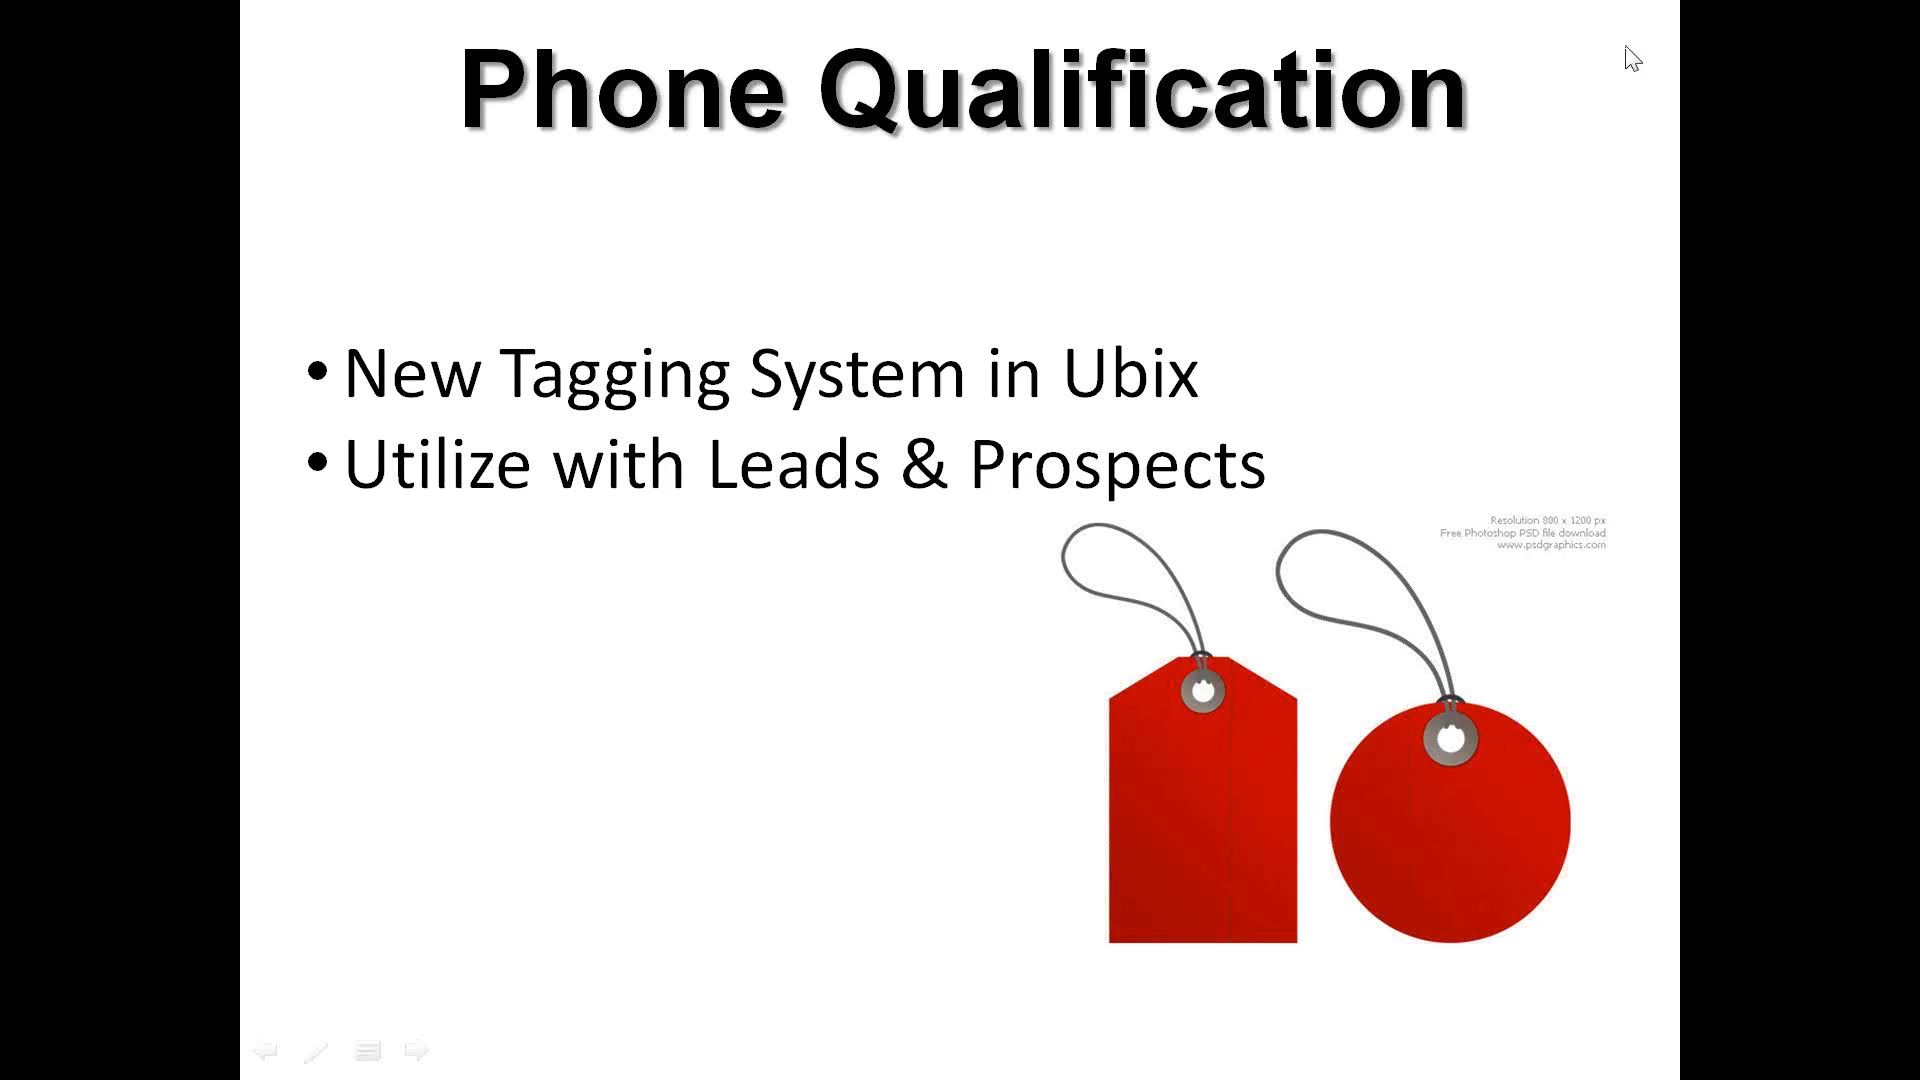 Phone Qualification
• New Tagging System in Ubix
• Utilize with Leads & Prospects
Resolution 800 x 1200 px
Free Photoshop PSD file download
www.psdgraphics.com